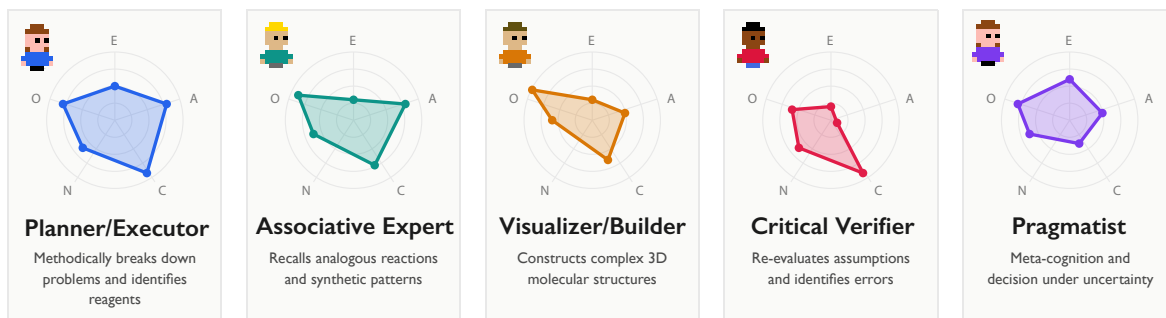 E
O
A
N
C
Planner/Executor
Methodically breaks down
problems and identifies
reagents
E
O
A
N
C
Associative Expert
Recalls analogous reactions
and synthetic patterns
E
O
A
N
C
Visualizer/Builder
Constructs complex 3D
molecular structures
E
O
A
N
C
Critical Verifier
Re-evaluates assumptions
and identifies errors
E
O
A
N
C
Pragmatist
Meta-cognition and
decision under uncertainty